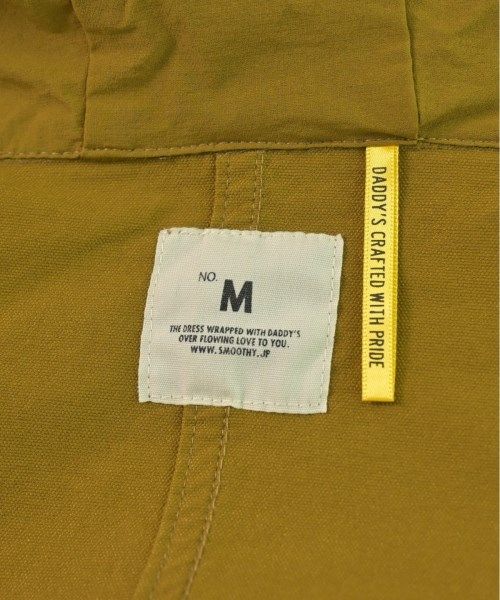 NO. M
THE DRESS WRAPPED WITH DADDY'S
OVER FLOWING LOVE TO YOU.
WWW.SMOOTHY.JP
DADDY'S CRAFTED WITH PRIDE